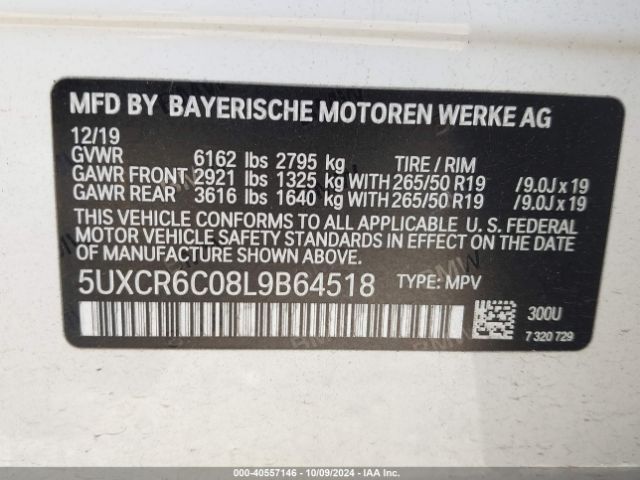 MFD BY BAYERISCHE MOTOREN WERKE AG
12/19
GVWR 6162 lbs 2795 kg TIRE / RIM
GAWR FRONT 2921 lbs 1325 kg WITH 265/50 R19 /9.0J x 19
GAWR REAR 3616 lbs 1640 kg WITH 265/50 R19 /9.0J x 19
THIS VEHICLE CONFORMS TO ALL APPLICABLE U. S. FEDERAL
MOTOR VEHICLE SAFETY STANDARDS IN EFFECT ON THE DATE OF
MANUFACTURE SHOWN ABOVE.
5UXCR6C08L9B64518 TYPE: MPV
300U
7 320 729
000-40557146 - 10/09/2024 - IAAI Branch